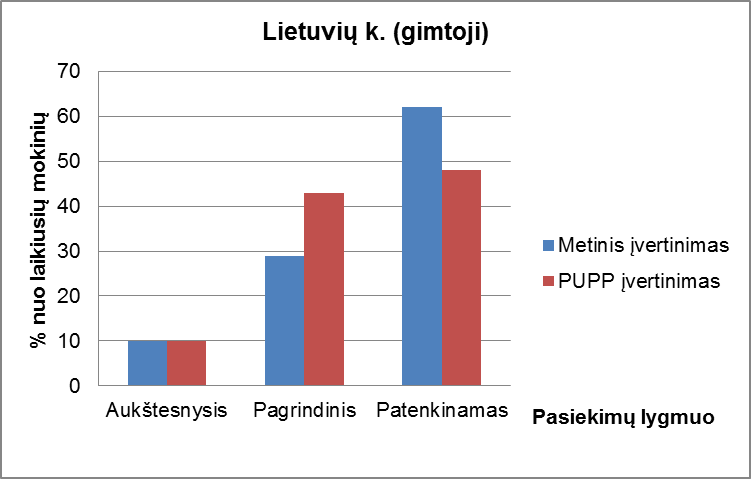 Lietuvių k. (gimtoji)
% nuo laikiusių mokinių
70
60
50
40
30
20
10
0
Aukštesnysis Pagrindinis Patenkinamas
Pasiekimų lygmuo
Metinis įvertinimas
PUPP įvertinimas